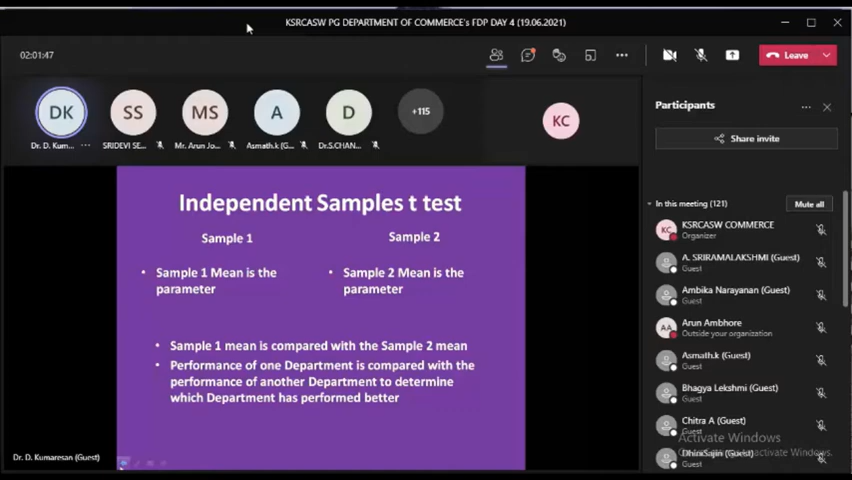 KSRCASW PG DEPARTMENT OF COMMERCE's FDP DAY 4 (19.06.2021)
02:01:47
Leave
DK
SS
MS
A
D
+115
KC
Dr. D. Kum...
SRIDEVI SE...
Mr. Arun Jo...
Asmath.k (G...
Dr.S.CHAN...
Participants
Share invite
In this meeting (121)
Mute all
KC
KSRCASW COMMERCE
Organizer
A. SRIRAMALAKSHMI (Guest)
Guest
Ambika Narayanan (Guest)
Guest
AA
Arun Ambhore
Outside your organization
Asmath.k (Guest)
Guest
Bhagya Lekshmi (Guest)
Guest
Chitra A (Guest)
Guest
(Guest)
Guest
Activate Windows
Activate Windows.
Independent Samples t test
Sample 1
Sample 2
• Sample 1 Mean is the
parameter
• Sample 2 Mean is the
parameter
• Sample 1 mean is compared with the Sample 2 mean
• Performance of one Department is compared with the
performance of another Department to determine
which Department has performed better
Dr. D. Kumaresan (Guest)